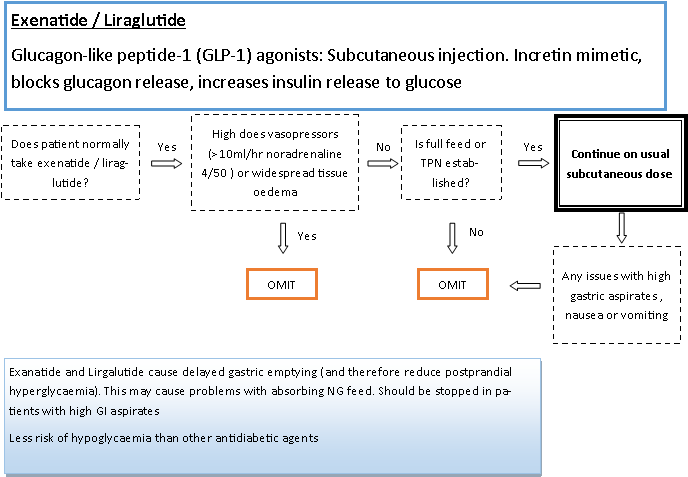 Exenatide / Liraglutide
Glucagon-like peptide-1 (GLP-1) agonists: Subcutaneous injection. Incretin mimetic,
blocks glucagon release, increases insulin release to glucose
Does patient normally
take exenatide / lirag-
lutide?
Yes
High does vasopressors
(>10ml/hr noradrenaline
4/50 ) or widespread tissue
oedema
No
Is full feed or
TPN estab-
lished?
Yes
Continue on usual
subcutaneous dose
Yes
No
OMIT
OMIT
Any issues with high
gastric aspirates ,
nausea or vomiting
Exanatide and Lirgalutide cause delayed gastric emptying (and therefore reduce postprandial
hyperglycaemia). This may cause problems with absorbing NG feed. Should be stopped in pa-
tients with high GI aspirates
Less risk of hypoglycaemia than other antidiabetic agents